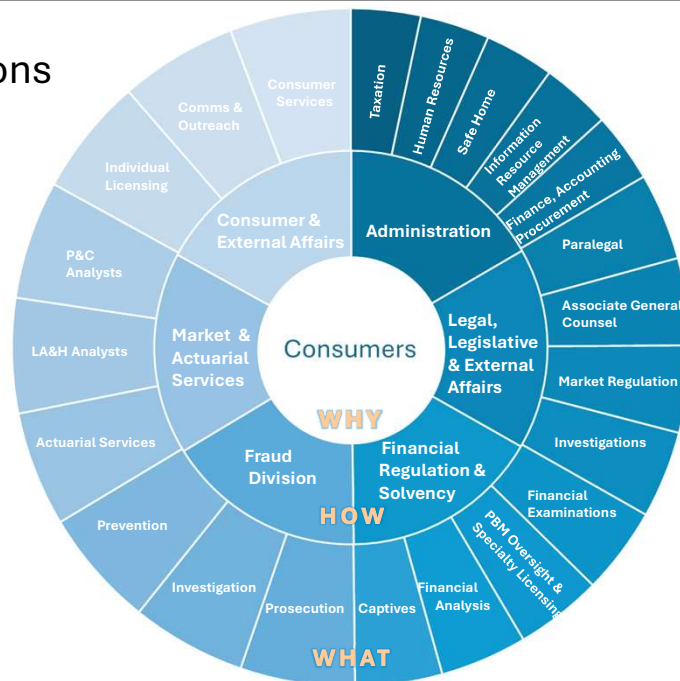 ons
Consumer
Services
Comms &
Outreach
Individual
Licensing
P&C
Analysts
LA&H Analysts
Actuarial Services
Prevention
Investigation
Prosecution
Captives
Financial
Analysis
PBM Oversight &
Specialty Licensing
Financial
Examinations
Investigations
Market Regulation
Associate General
Counsel
Paralegal
Finance, Accounting
Procurement
Information
Resource
Management
Safe Home
Human Resources
Taxation
Consumer &
External Affairs
Administration
Market &
Actuarial
Services
Legal,
Legislative
& External
Affairs
Fraud
Division
Financial
Regulation &
Solvency
Consumers
WHY
HOW
WHAT